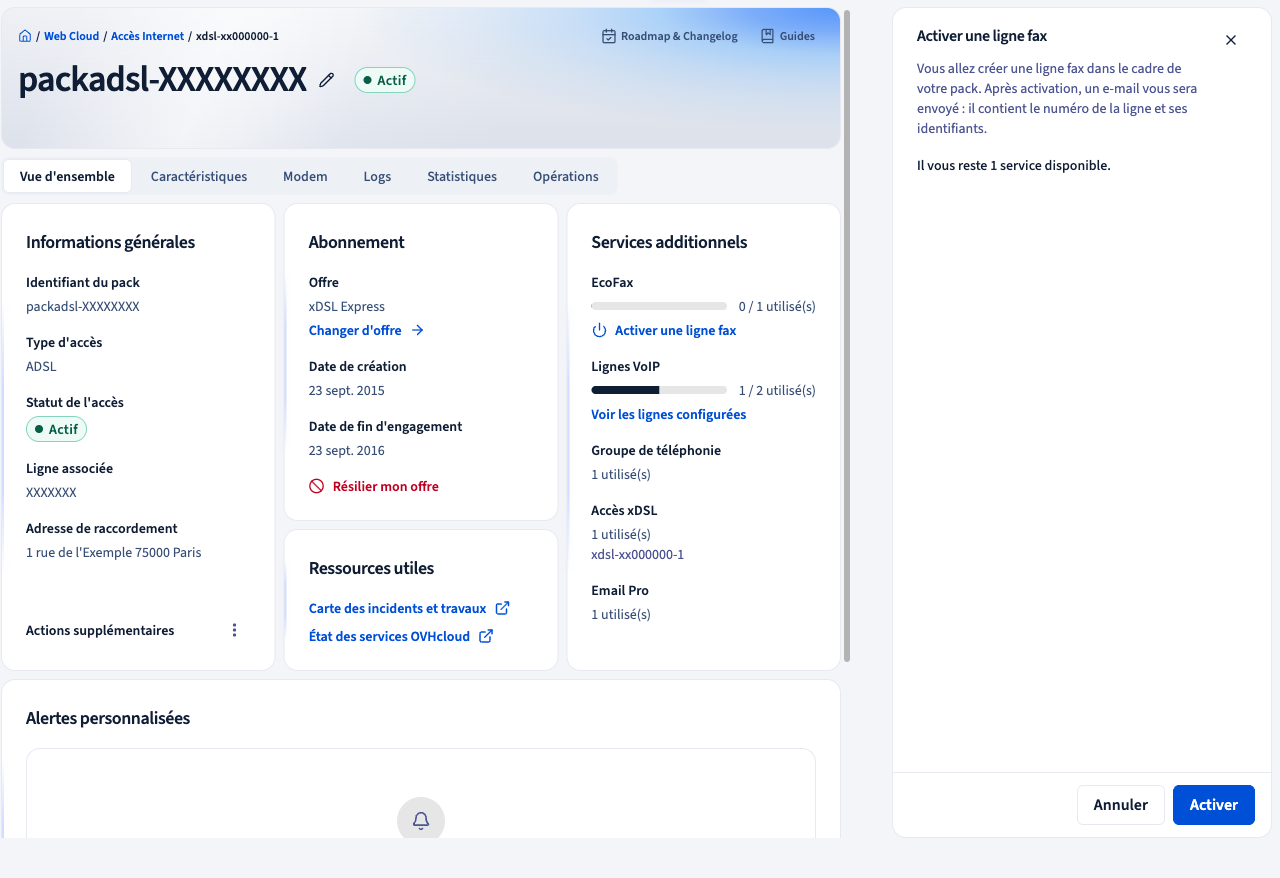 / Web Cloud / Accès Internet / xdsl-xx000000-1
Roadmap & Changelog
Guides
packadsl-XXXXXXXX
Actif
Vue d'ensemble
Caractéristiques
Modem
Logs
Statistiques
Opérations
Informations générales
Identifiant du pack
packadsl-XXXXXXXX
Type d'accès
ADSL
Statut de l'accès
Actif
Ligne associée
XXXXXXX
Adresse de raccordement
1 rue de l'Exemple 75000 Paris
Actions supplémentaires
Abonnement
Offre
xDSL Express
Changer d'offre
Date de création
23 sept. 2015
Date de fin d'engagement
23 sept. 2016
Résilier mon offre
Ressources utiles
Carte des incidents et travaux
État des services OVHcloud
Services additionnels
EcoFax
0 / 1 utilisé(s)
Activer une ligne fax
Lignes VoIP
1 / 2 utilisé(s)
Voir les lignes configurées
Groupe de téléphonie
1 utilisé(s)
Accès xDSL
1 utilisé(s)
xdsl-xx000000-1
Email Pro
1 utilisé(s)
Alertes personnalisées
Activer une ligne fax
Vous allez créer une ligne fax dans le cadre de
votre pack. Après activation, un e-mail vous sera
envoyé : il contient le numéro de la ligne et ses
identifiants.
Il vous reste 1 service disponible.
Annuler
Activer